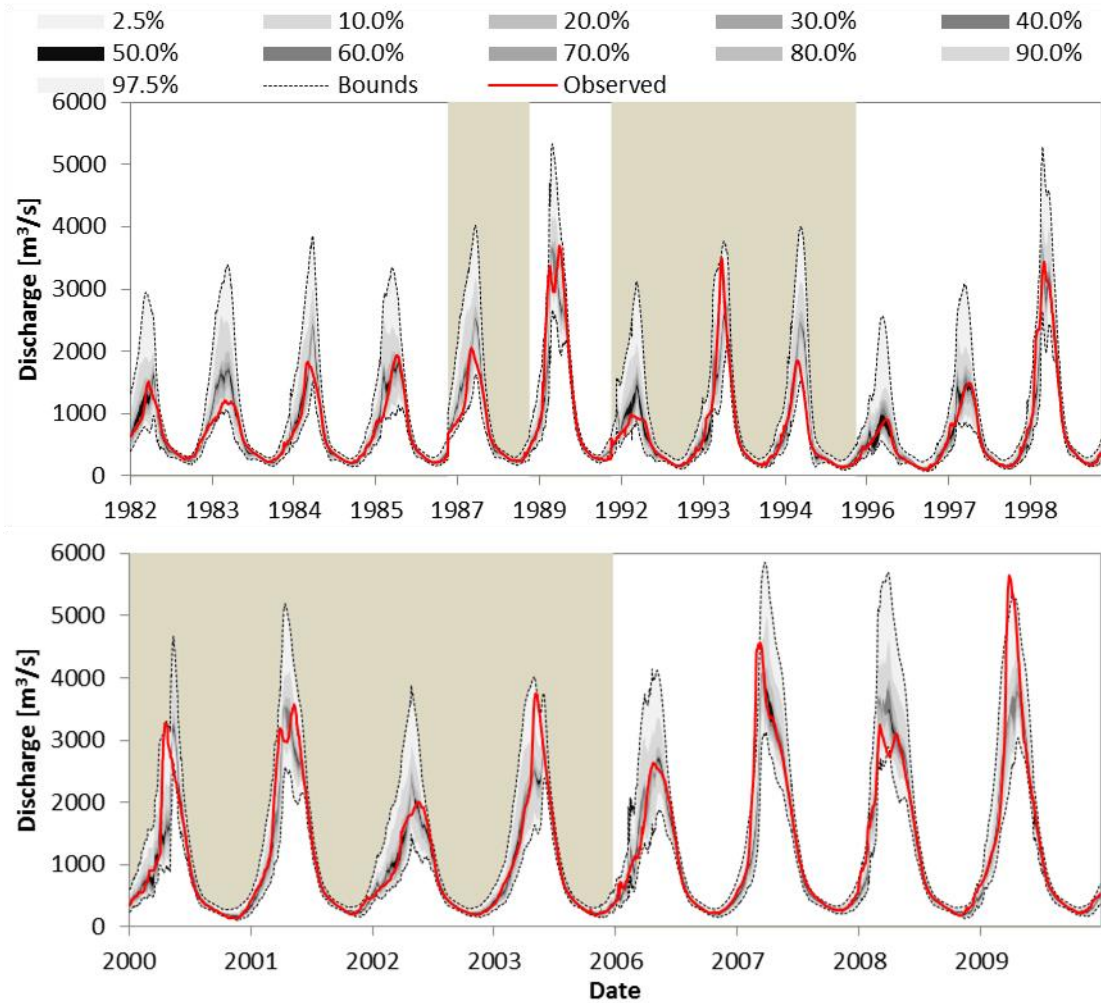 2.5% 10.0% 20.0% 30.0% 40.0%
50.0% 60.0% 70.0% 80.0% 90.0%
97.5% Bounds Observed
6000
5000
4000
3000
2000
1000
0
Discharge [m³/s]
1982 1983 1984 1985 1987 1989 1992 1993 1994 1996 1997 1998
6000
5000
4000
3000
2000
1000
0
Discharge [m³/s]
2000 2001 2002 2003 2006 2007 2008 2009
Date